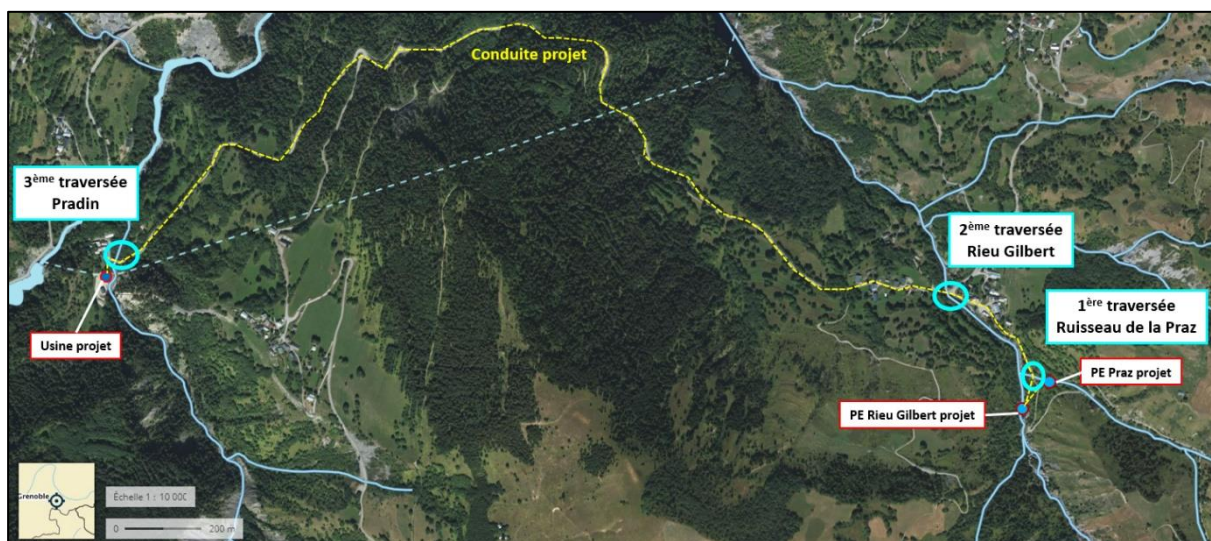 Conduite projet
3ème traversée
Pradin
2ème traversée
Rieu Gilbert
1ère traversée
Ruisseau de la Praz
Usine projet
PE Praz projet
PE Rieu Gilbert projet
Grenoble
Échelle 1 : 10 000
0
200 m